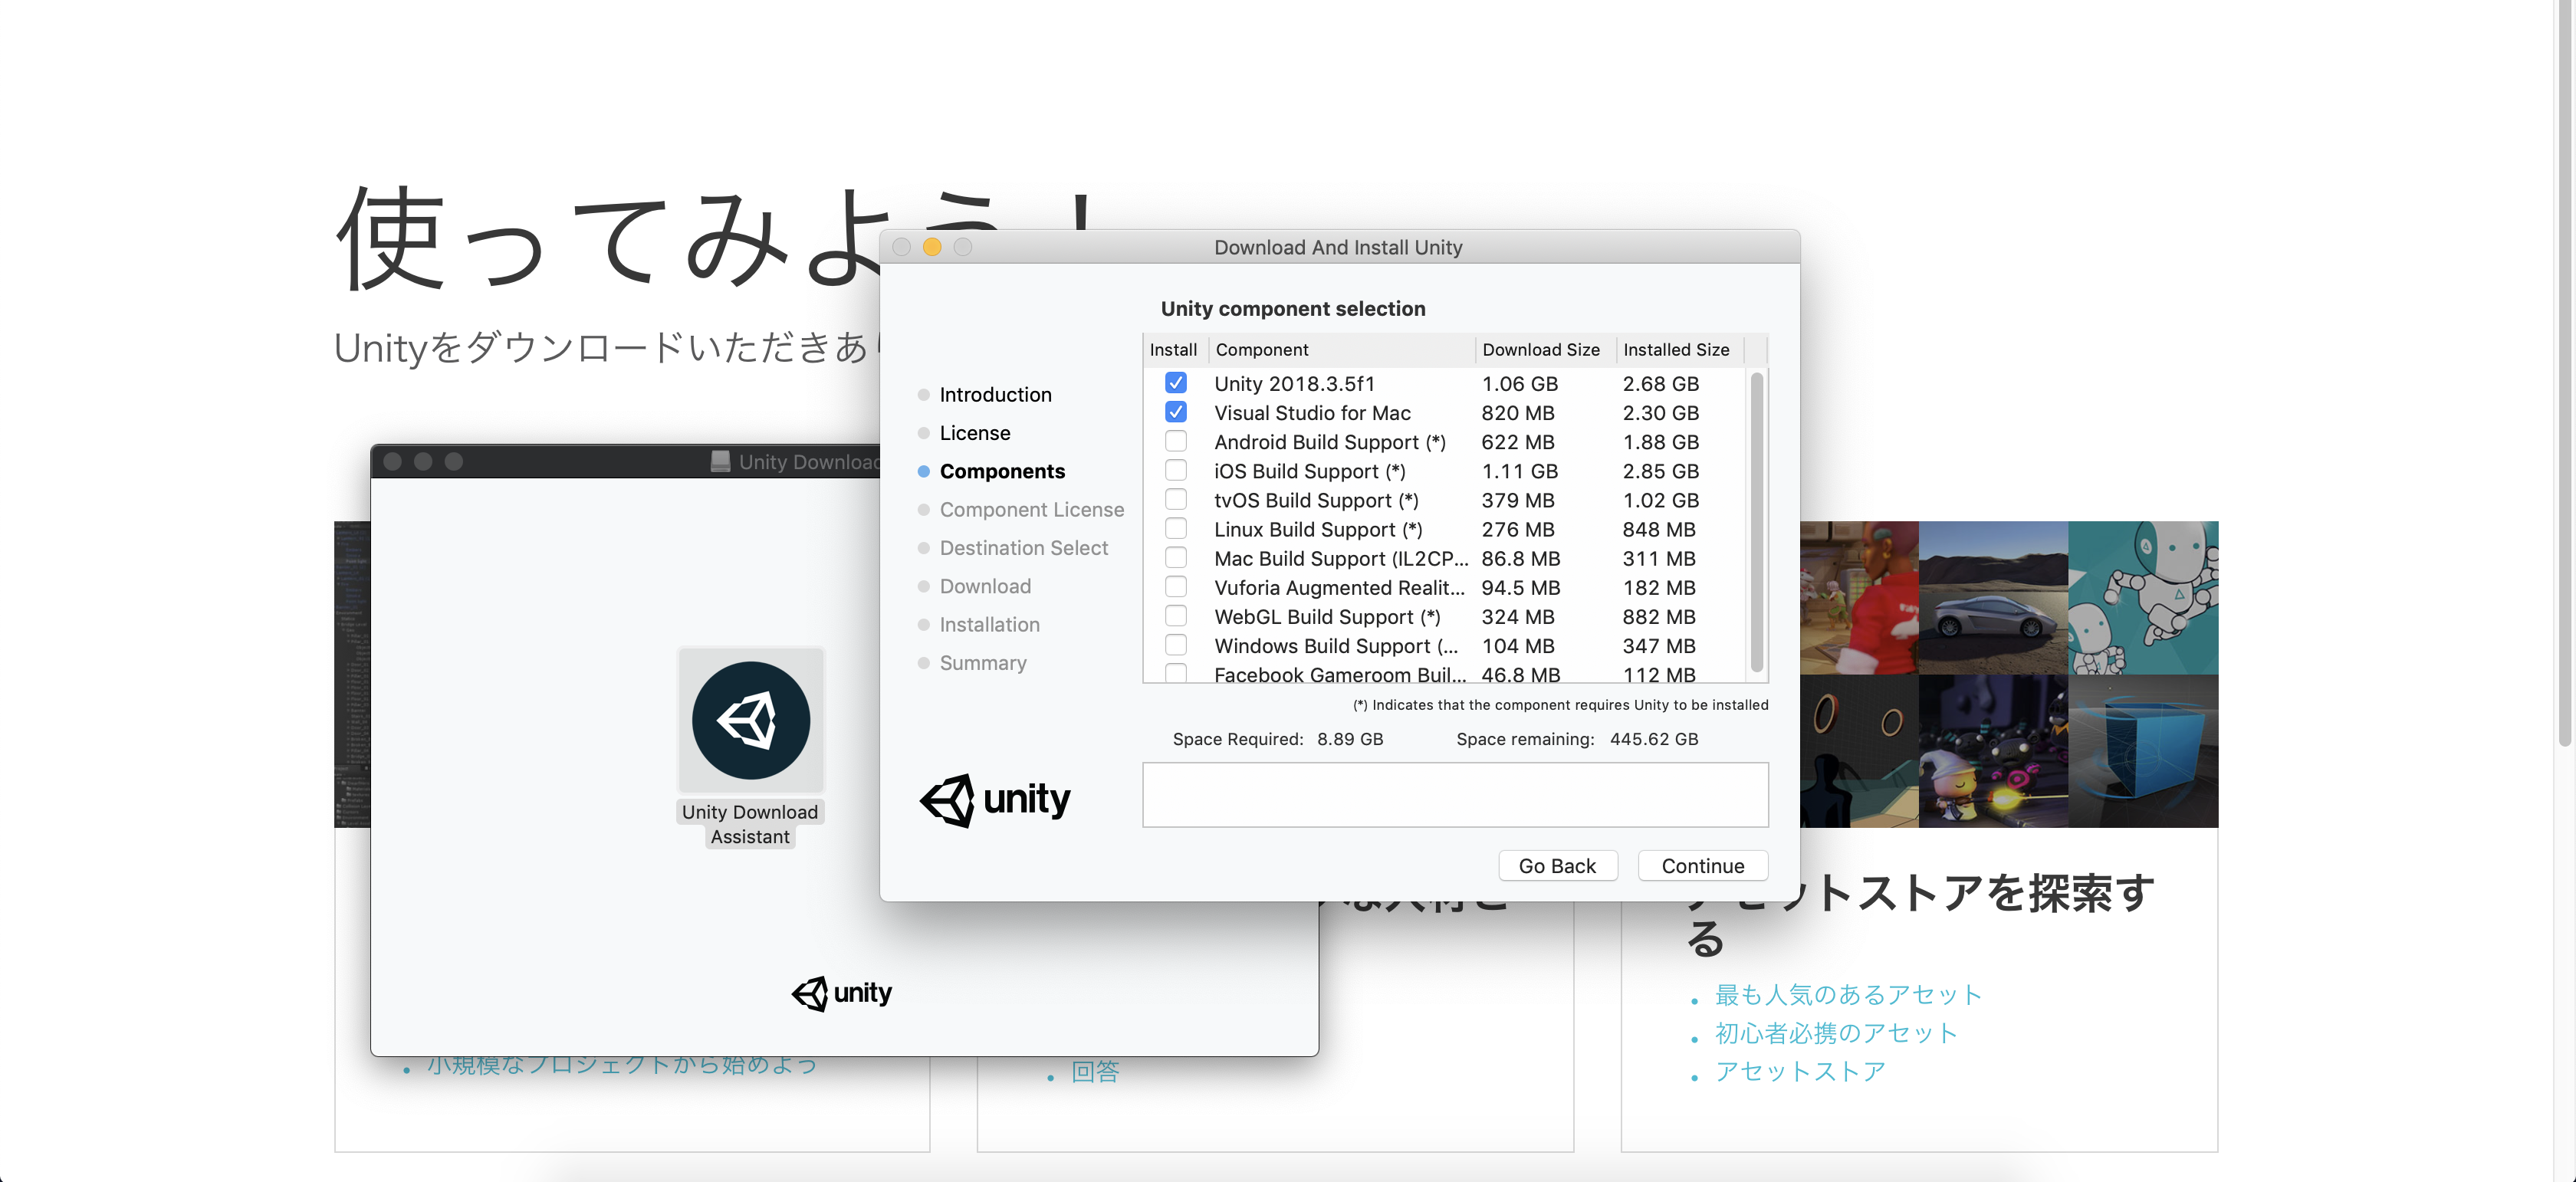 使ってみよう！
Unityをダウンロードいただきあり
Unity Download
Unity Download
Assistant
unity
Download And Install Unity
Unity component selection
Introduction
License
Components
Component License
Destination Select
Download
Installation
Summary
unity
Install Component Download Size Installed Size
Unity 2018.3.5f1 1.06 GB 2.68 GB
Visual Studio for Mac 820 MB 2.30 GB
Android Build Support (*) 622 MB 1.88 GB
iOS Build Support (*) 1.11 GB 2.85 GB
tvOS Build Support (*) 379 MB 1.02 GB
Linux Build Support (*) 276 MB 848 MB
Mac Build Support (IL2CP... 86.8 MB 311 MB
Vuforia Augmented Realit... 94.5 MB 182 MB
WebGL Build Support (*) 324 MB 882 MB
Windows Build Support (... 104 MB 347 MB
Facebook Gameroom Buil... 46.8 MB 112 MB
(*) Indicates that the component requires Unity to be installed
Space Required: 8.89 GB Space remaining: 445.62 GB
Go Back Continue
小規模なプロジェクトから始めよう
回答
アセットストアを探索す
る
最も人気のあるアセット
初心者必携のアセット
アセットストア